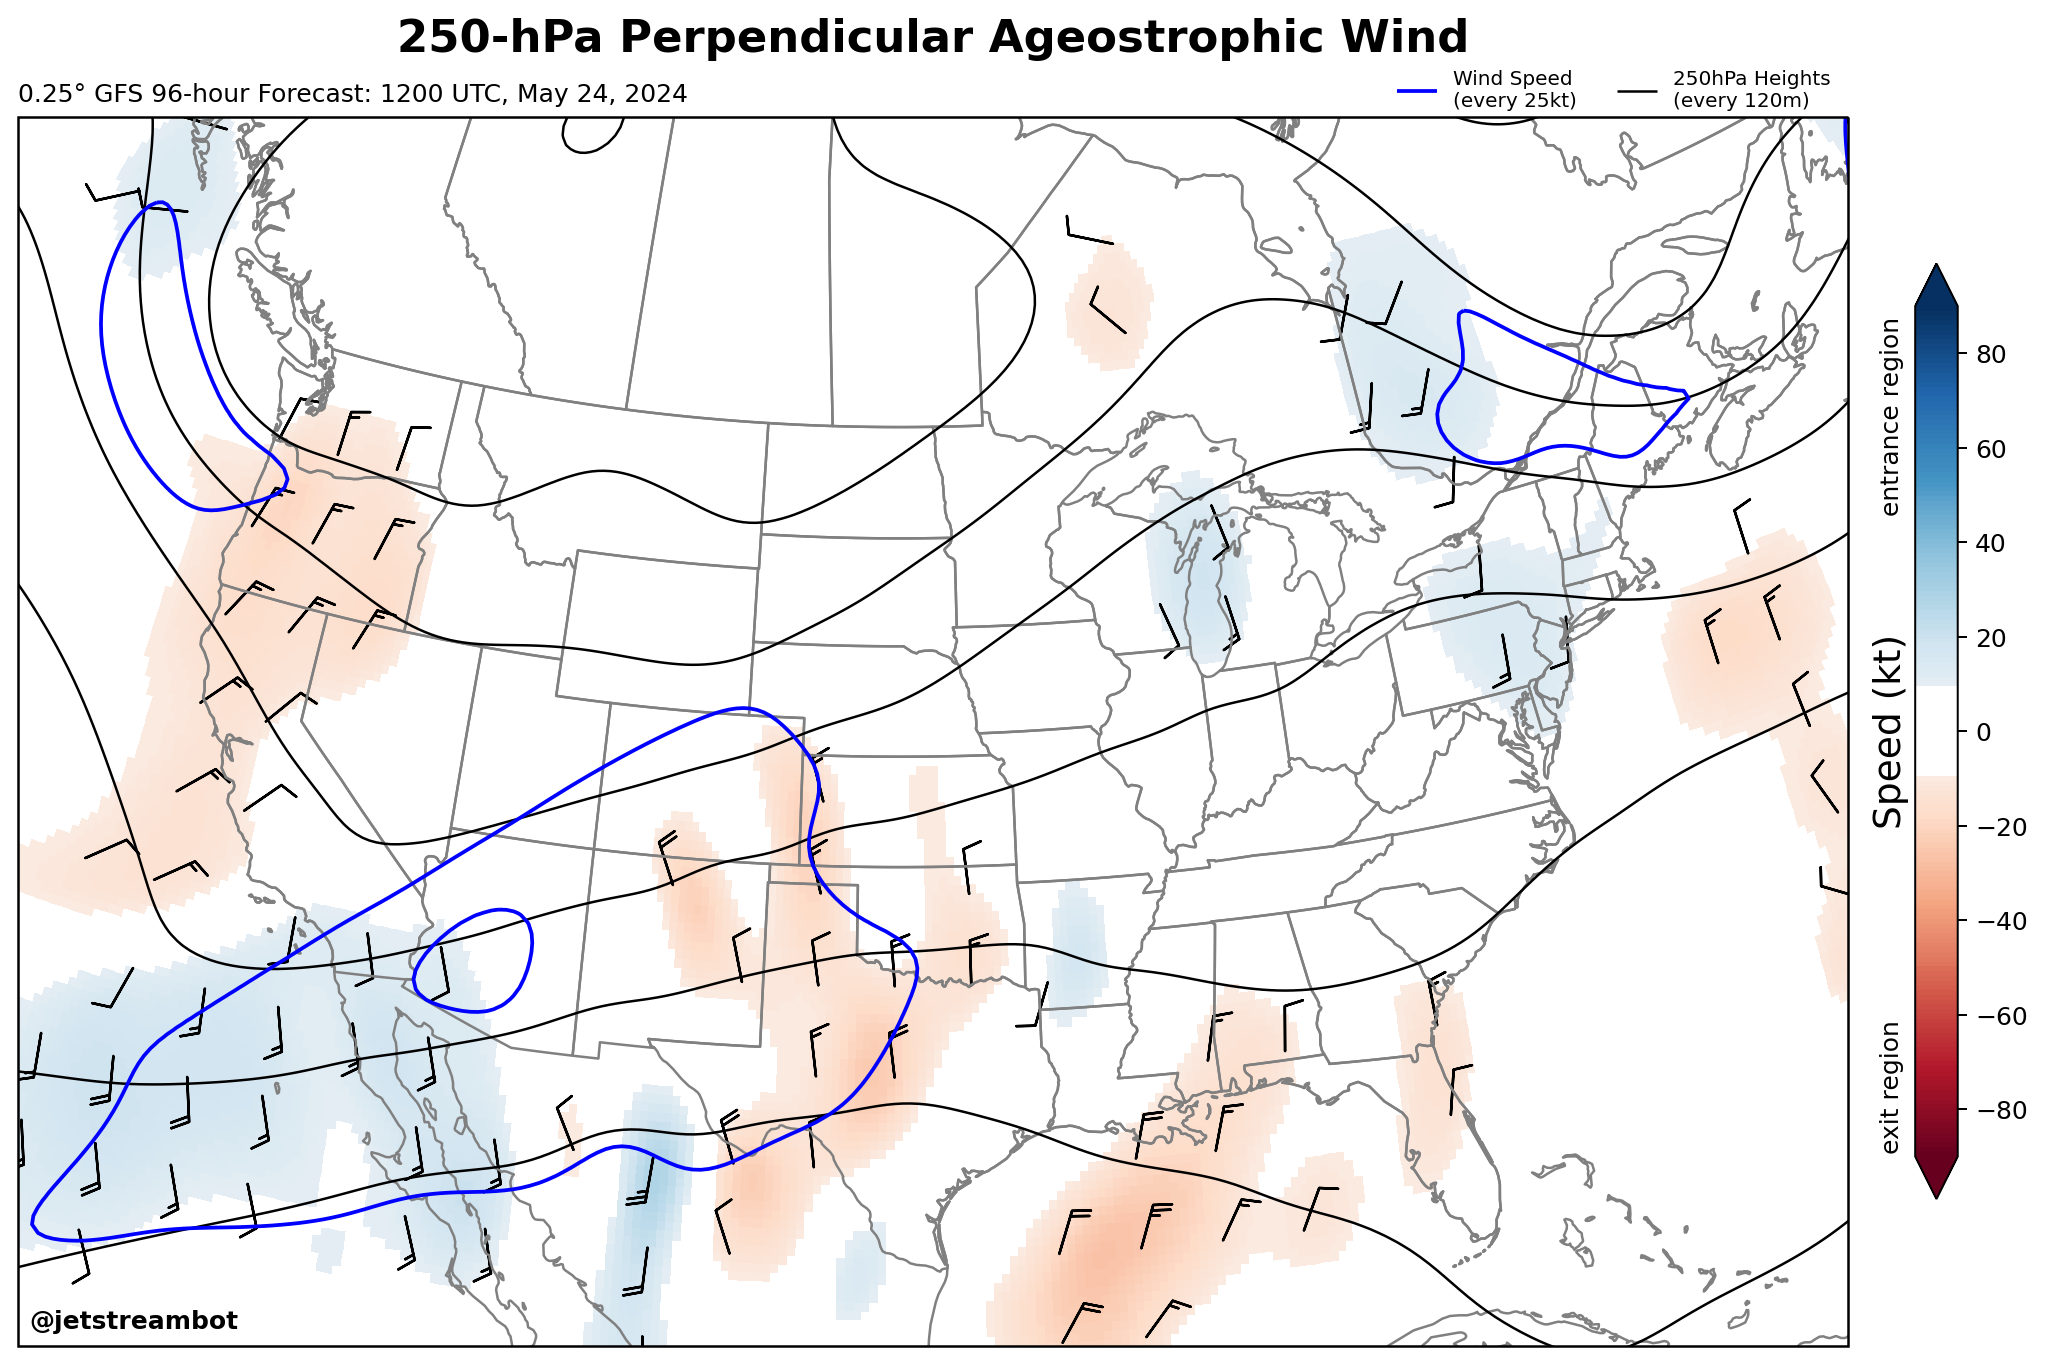 250-hPa Perpendicular Ageostrophic Wind
0.25° GFS 96-hour Forecast: 1200 UTC, May 24, 2024
Wind Speed
(every 25kt)
250hPa Heights
(every 120m)
entrance region
Speed (kt)
exit region
80
60
40
20
0
−20
−40
−60
−80
@jetstreambot